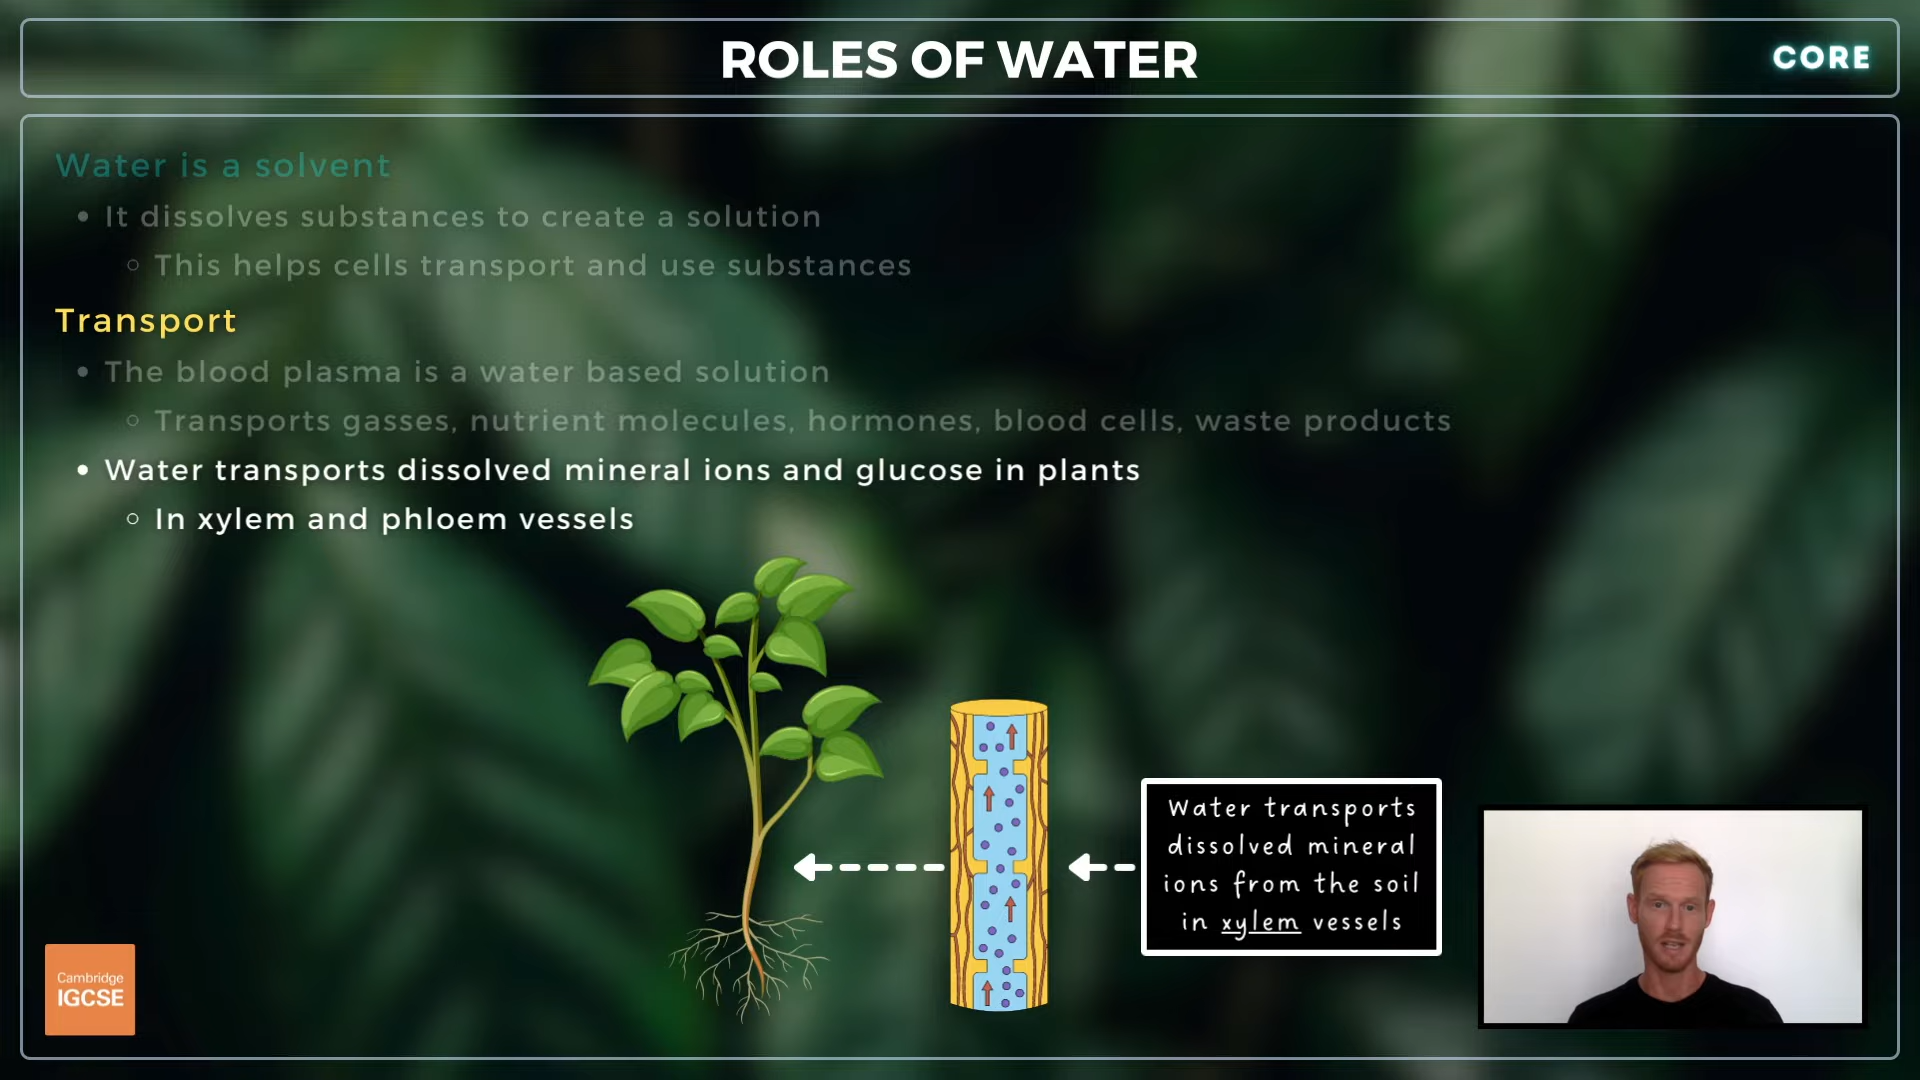 ROLES OF WATER
CORE
Water is a solvent
• It dissolves substances to create a solution
○ This helps cells transport and use substances
Transport
• The blood plasma is a water based solution
○ Transports gasses, nutrient molecules, hormones, blood cells, waste products
• Water transports dissolved mineral ions and glucose in plants
○ In xylem and phloem vessels
Water transports
dissolved mineral
ions from the soil
in xylem vessels
Cambridge
IGCSE